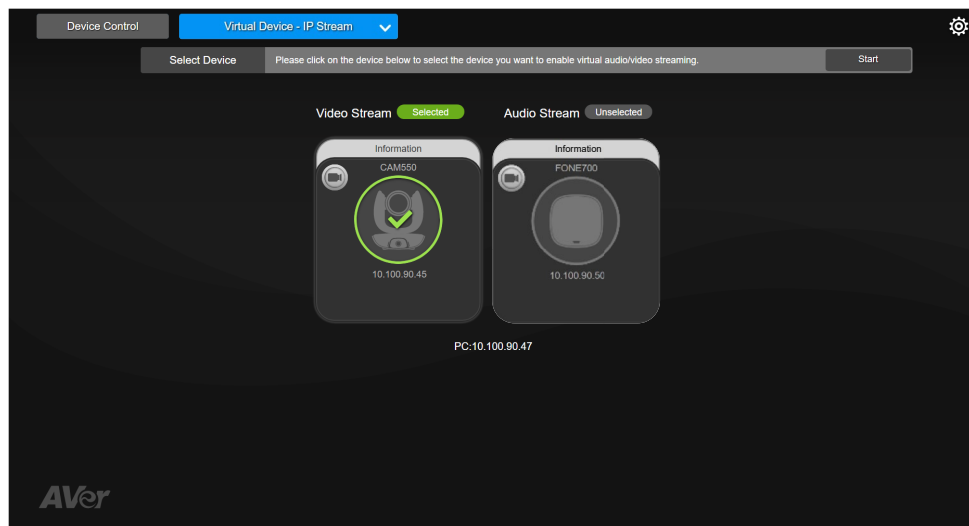 Device Control
Virtual Device - IP Stream
Select Device
Please click on the device below to select the device you want to enable virtual audio/video streaming.
Start
Video Stream Selected
Audio Stream Unselected
Information
CAM550
10.100.90.45
Information
FONE700
10.100.90.50
PC:10.100.90.47
AVer